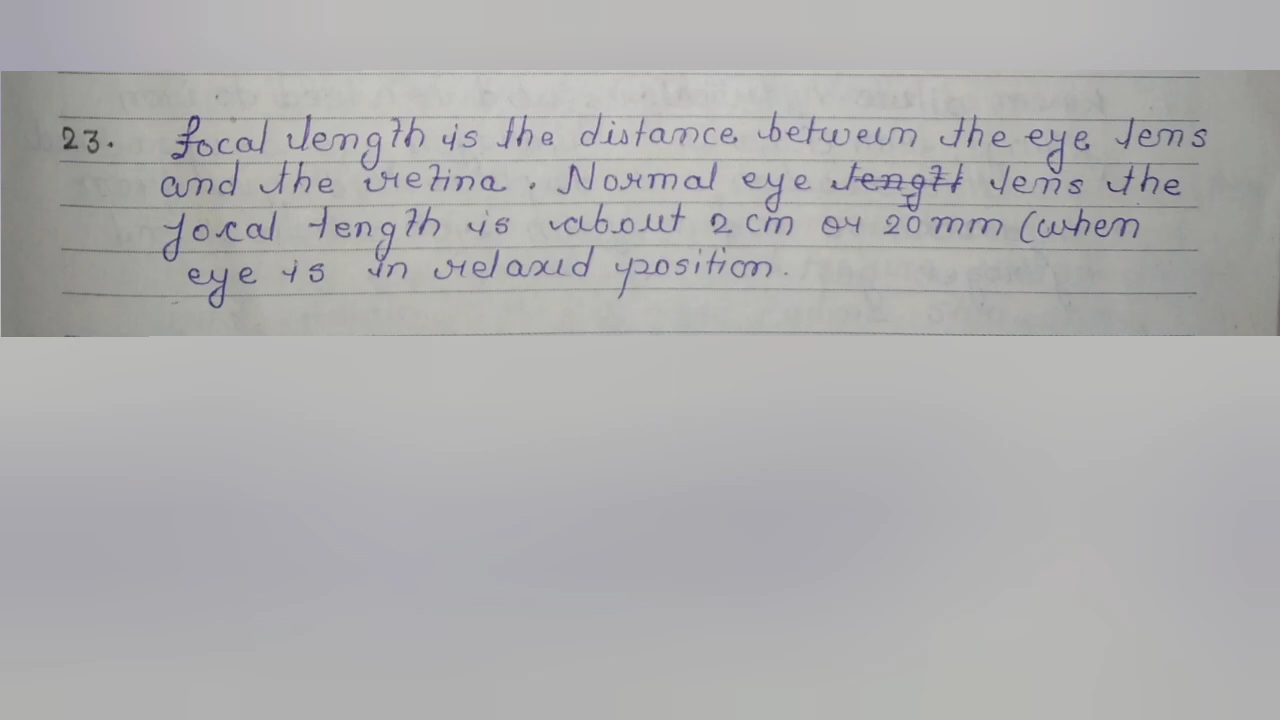 23. focal length is the distance between the eye lens
and the retina. Normal eye lengtt lens the
focal length is about 2 cm or 20 mm (when
eye is in relaxed position.